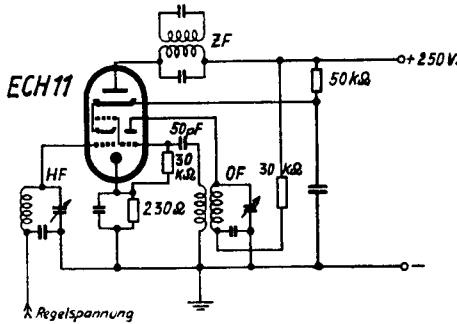 ZF
+250V.
ECH11
50kΩ
50pF
30
kΩ
HF
OF
30
kΩ
230Ω
−
Regelspannung